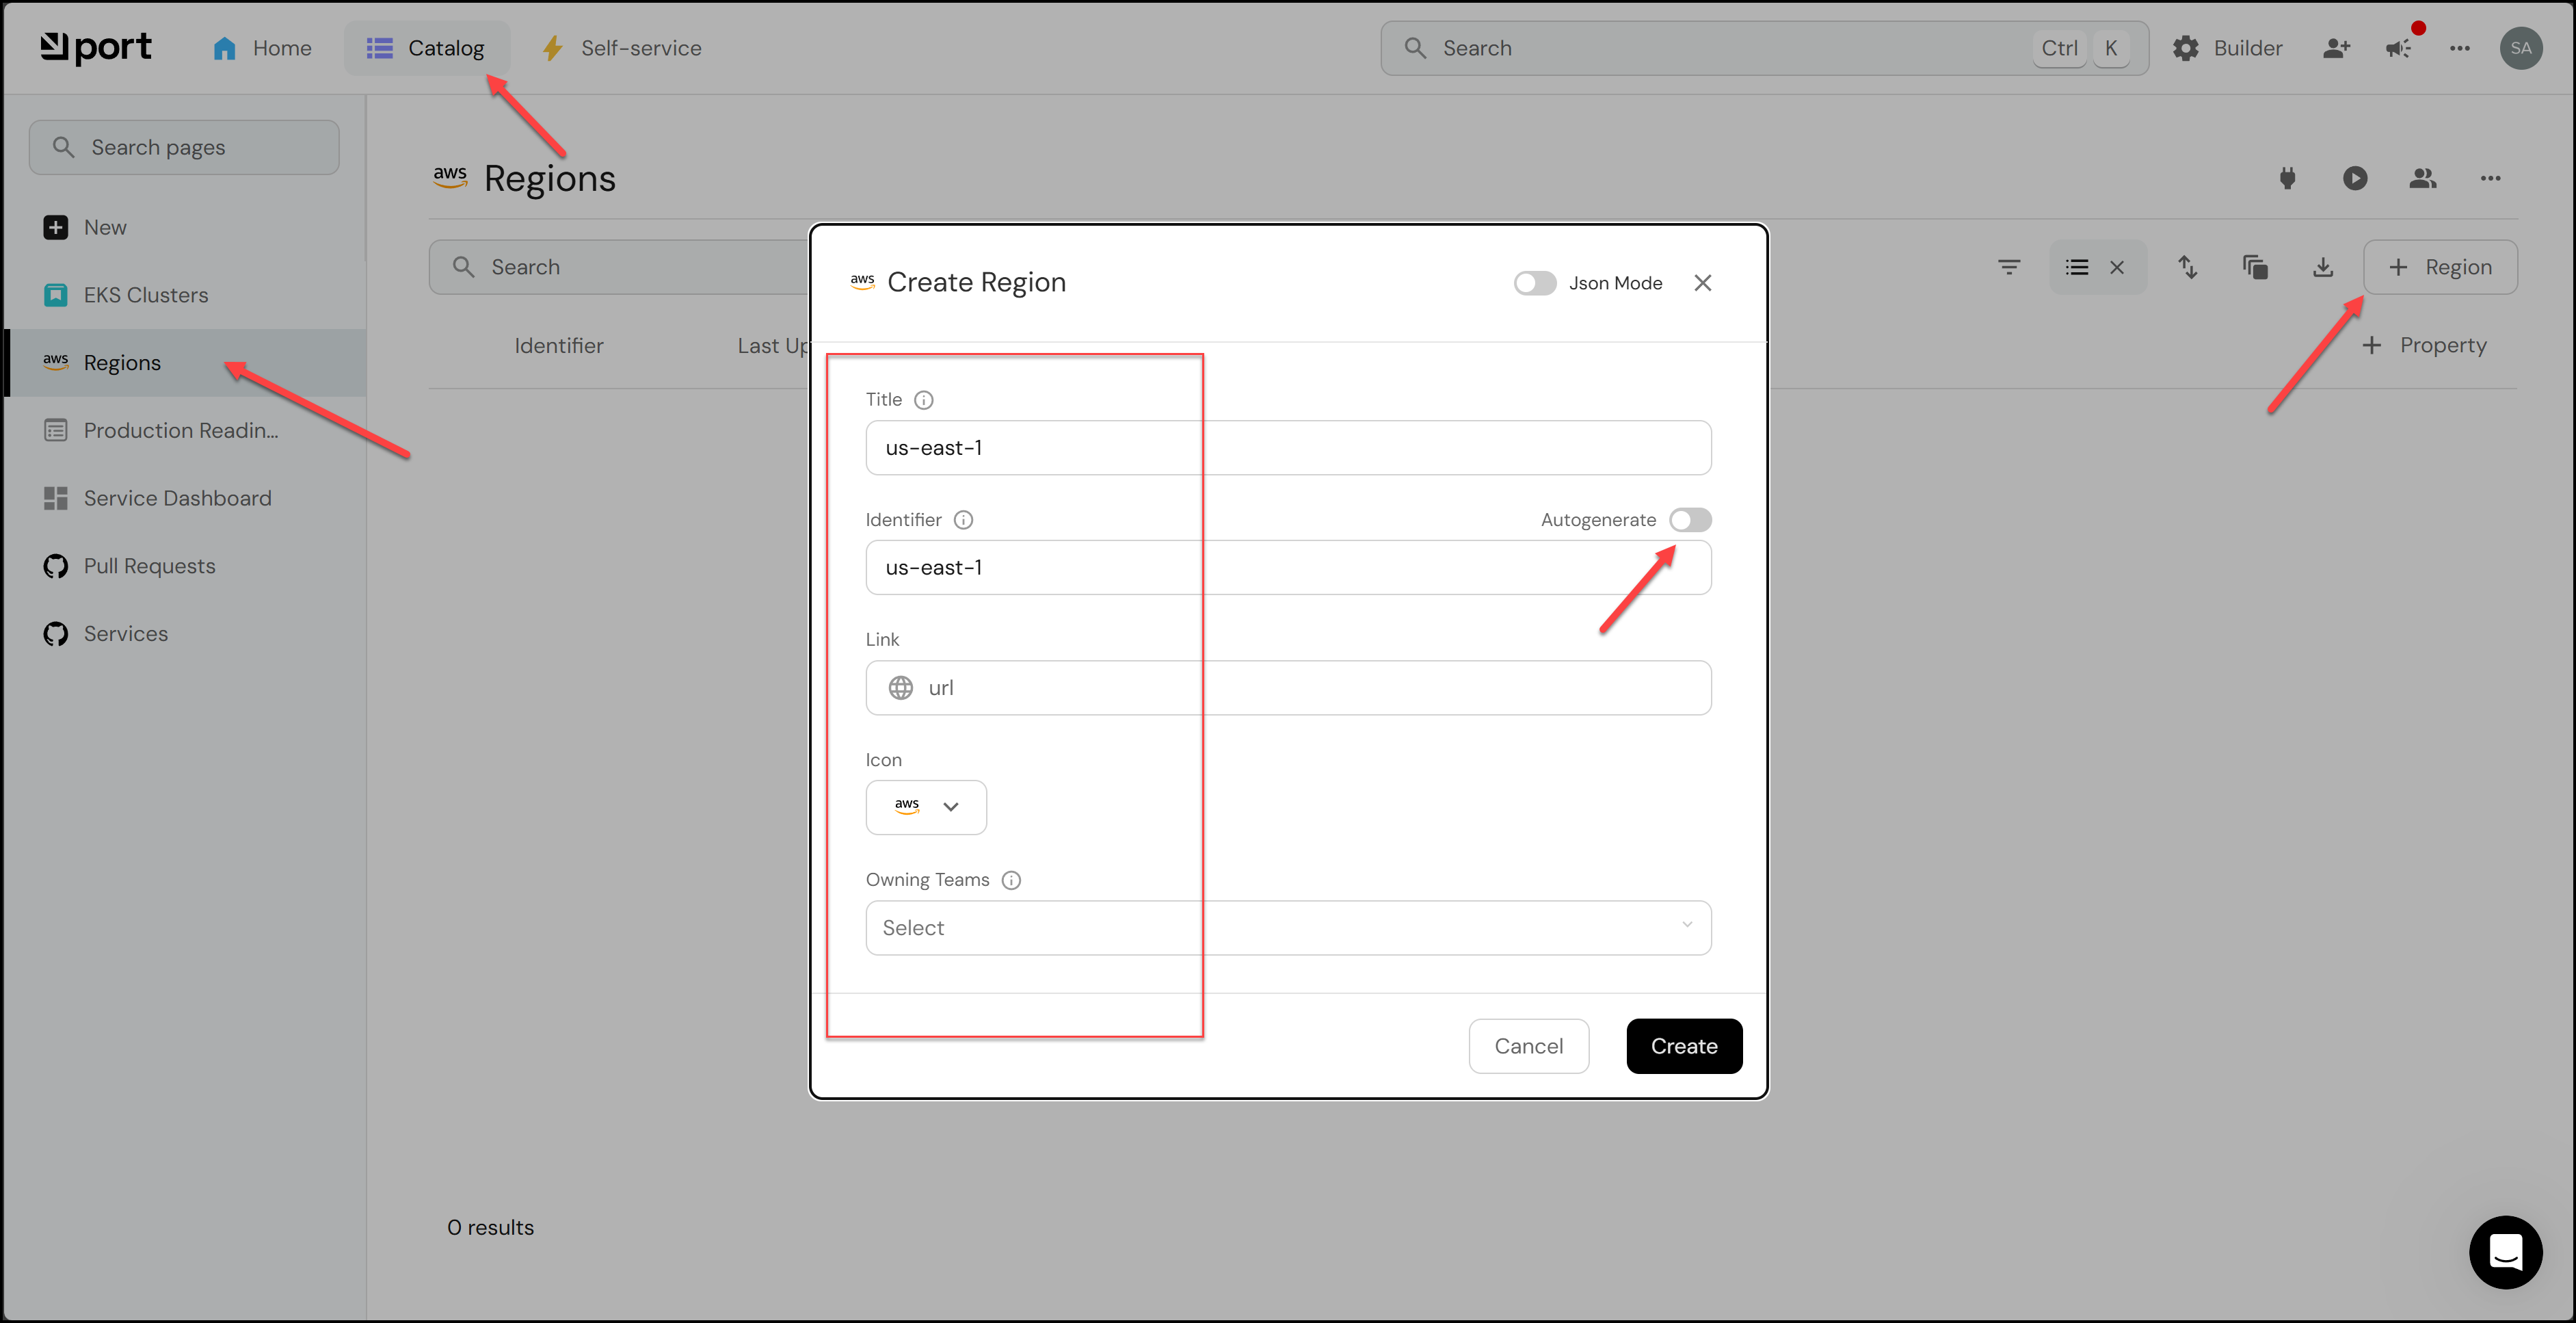 port
Home
Catalog
Self-service
Search
Ctrl
K
Builder
SA
Search pages
New
EKS Clusters
aws
Regions
Production Readin...
Service Dashboard
Pull Requests
Services
aws
Regions
Search
Region
Identifier
Last Up
Property
aws
Create Region
Json Mode
Title
us-east-1
Identifier
Autogenerate
us-east-1
Link
url
Icon
aws
Owning Teams
Select
Cancel
Create
0 results